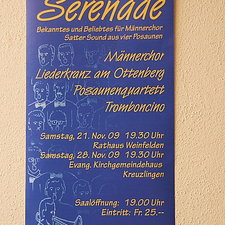 Serenade
Bekanntes und Beliebtes für Männerchor
Satter Sound aus vier Posaunen
Männerchor
Liederkranz am Ottenberg
Posaunenquartett
Tromboncino
Samstag, 21. Nov. 09 19.30 Uhr
Rathaus Weinfelden
Samstag, 28. Nov. 09 19.30 Uhr
Evang. Kirchgemeindehaus
Kreuzlingen
Saalöffnung: 19.00 Uhr
Eintritt: Fr. 25.--